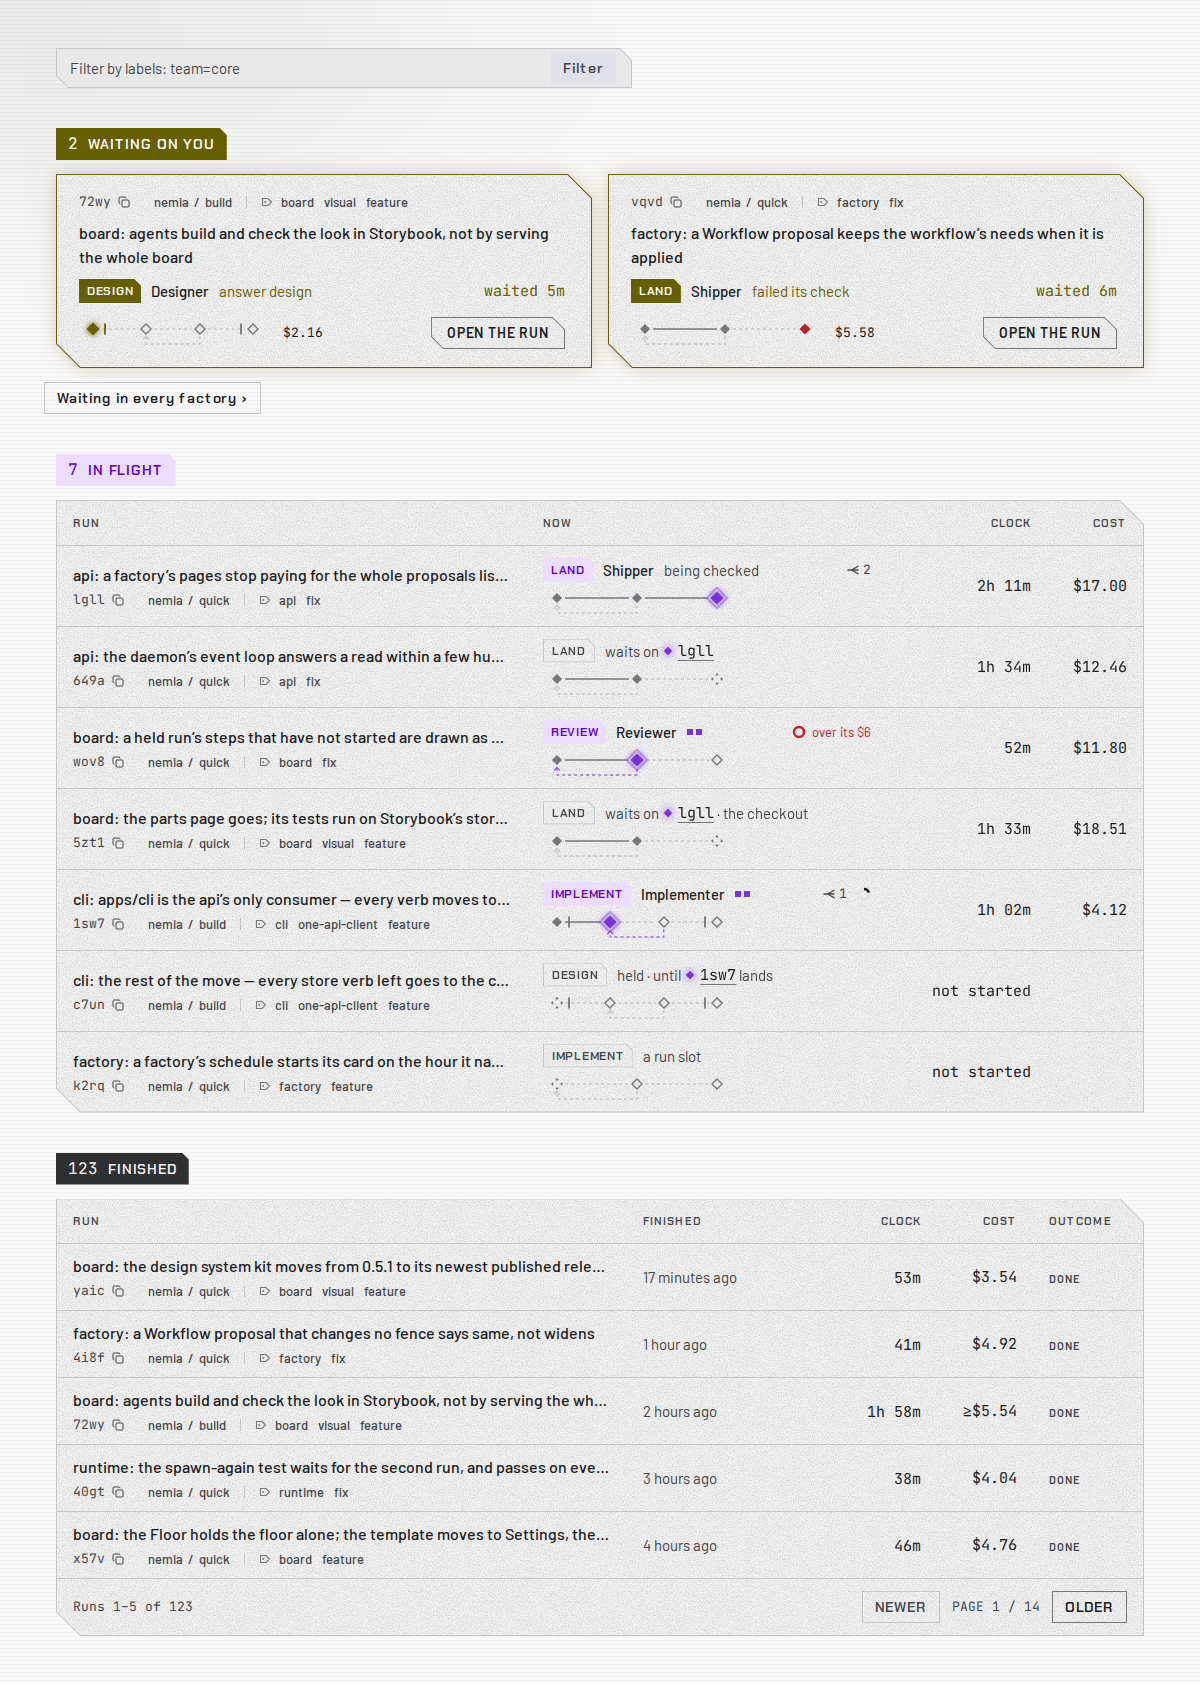 Filter by labels: team=core
Filter
2 WAITING ON YOU
72wy nemla / build board visual feature
board: agents build and check the look in Storybook, not by serving
the whole board
DESIGN Designer answer design waited 5m
$2.16 OPEN THE RUN
vqvd nemla / quick factory fix
factory: a Workflow proposal keeps the workflow's needs when it is
applied
LAND Shipper failed its check waited 6m
$5.58 OPEN THE RUN
Waiting in every factory ›
7 IN FLIGHT
RUN NOW CLOCK COST
api: a factory's pages stop paying for the whole proposals lis…
lgll nemla / quick api fix
LAND Shipper being checked 2
2h 11m $17.00
api: the daemon's event loop answers a read within a few hu…
649a nemla / quick api fix
LAND waits on lgll
1h 34m $12.46
board: a held run's steps that have not started are drawn as …
wov8 nemla / quick board fix
REVIEW Reviewer over its $6
52m $11.80
board: the parts page goes; its tests run on Storybook's stor…
5zt1 nemla / quick board visual feature
LAND waits on lgll · the checkout
1h 33m $18.51
cli: apps/cli is the api's only consumer — every verb moves to…
1sw7 nemla / quick cli one-api-client feature
IMPLEMENT Implementer 1
1h 02m $4.12
cli: the rest of the move — every store verb left goes to the c…
c7un nemla / build cli one-api-client feature
DESIGN held · until 1sw7 lands
not started
factory: a factory's schedule starts its card on the hour it na…
k2rq nemla / quick factory feature
IMPLEMENT a run slot
not started
123 FINISHED
RUN FINISHED CLOCK COST OUTCOME
board: the design system kit moves from 0.5.1 to its newest published rele…
yaic nemla / quick board visual feature
17 minutes ago 53m $3.54 DONE
factory: a Workflow proposal that changes no fence says same, not widens
4i8f nemla / quick factory fix
1 hour ago 41m $4.92 DONE
board: agents build and check the look in Storybook, not by serving the wh…
72wy nemla / build board visual feature
2 hours ago 1h 58m ≥$5.54 DONE
runtime: the spawn-again test waits for the second run, and passes on eve…
40gt nemla / quick runtime fix
3 hours ago 38m $4.04 DONE
board: the Floor holds the floor alone; the template moves to Settings, the…
x57v nemla / quick board feature
4 hours ago 46m $4.76 DONE
Runs 1–5 of 123 NEWER PAGE 1 / 14 OLDER